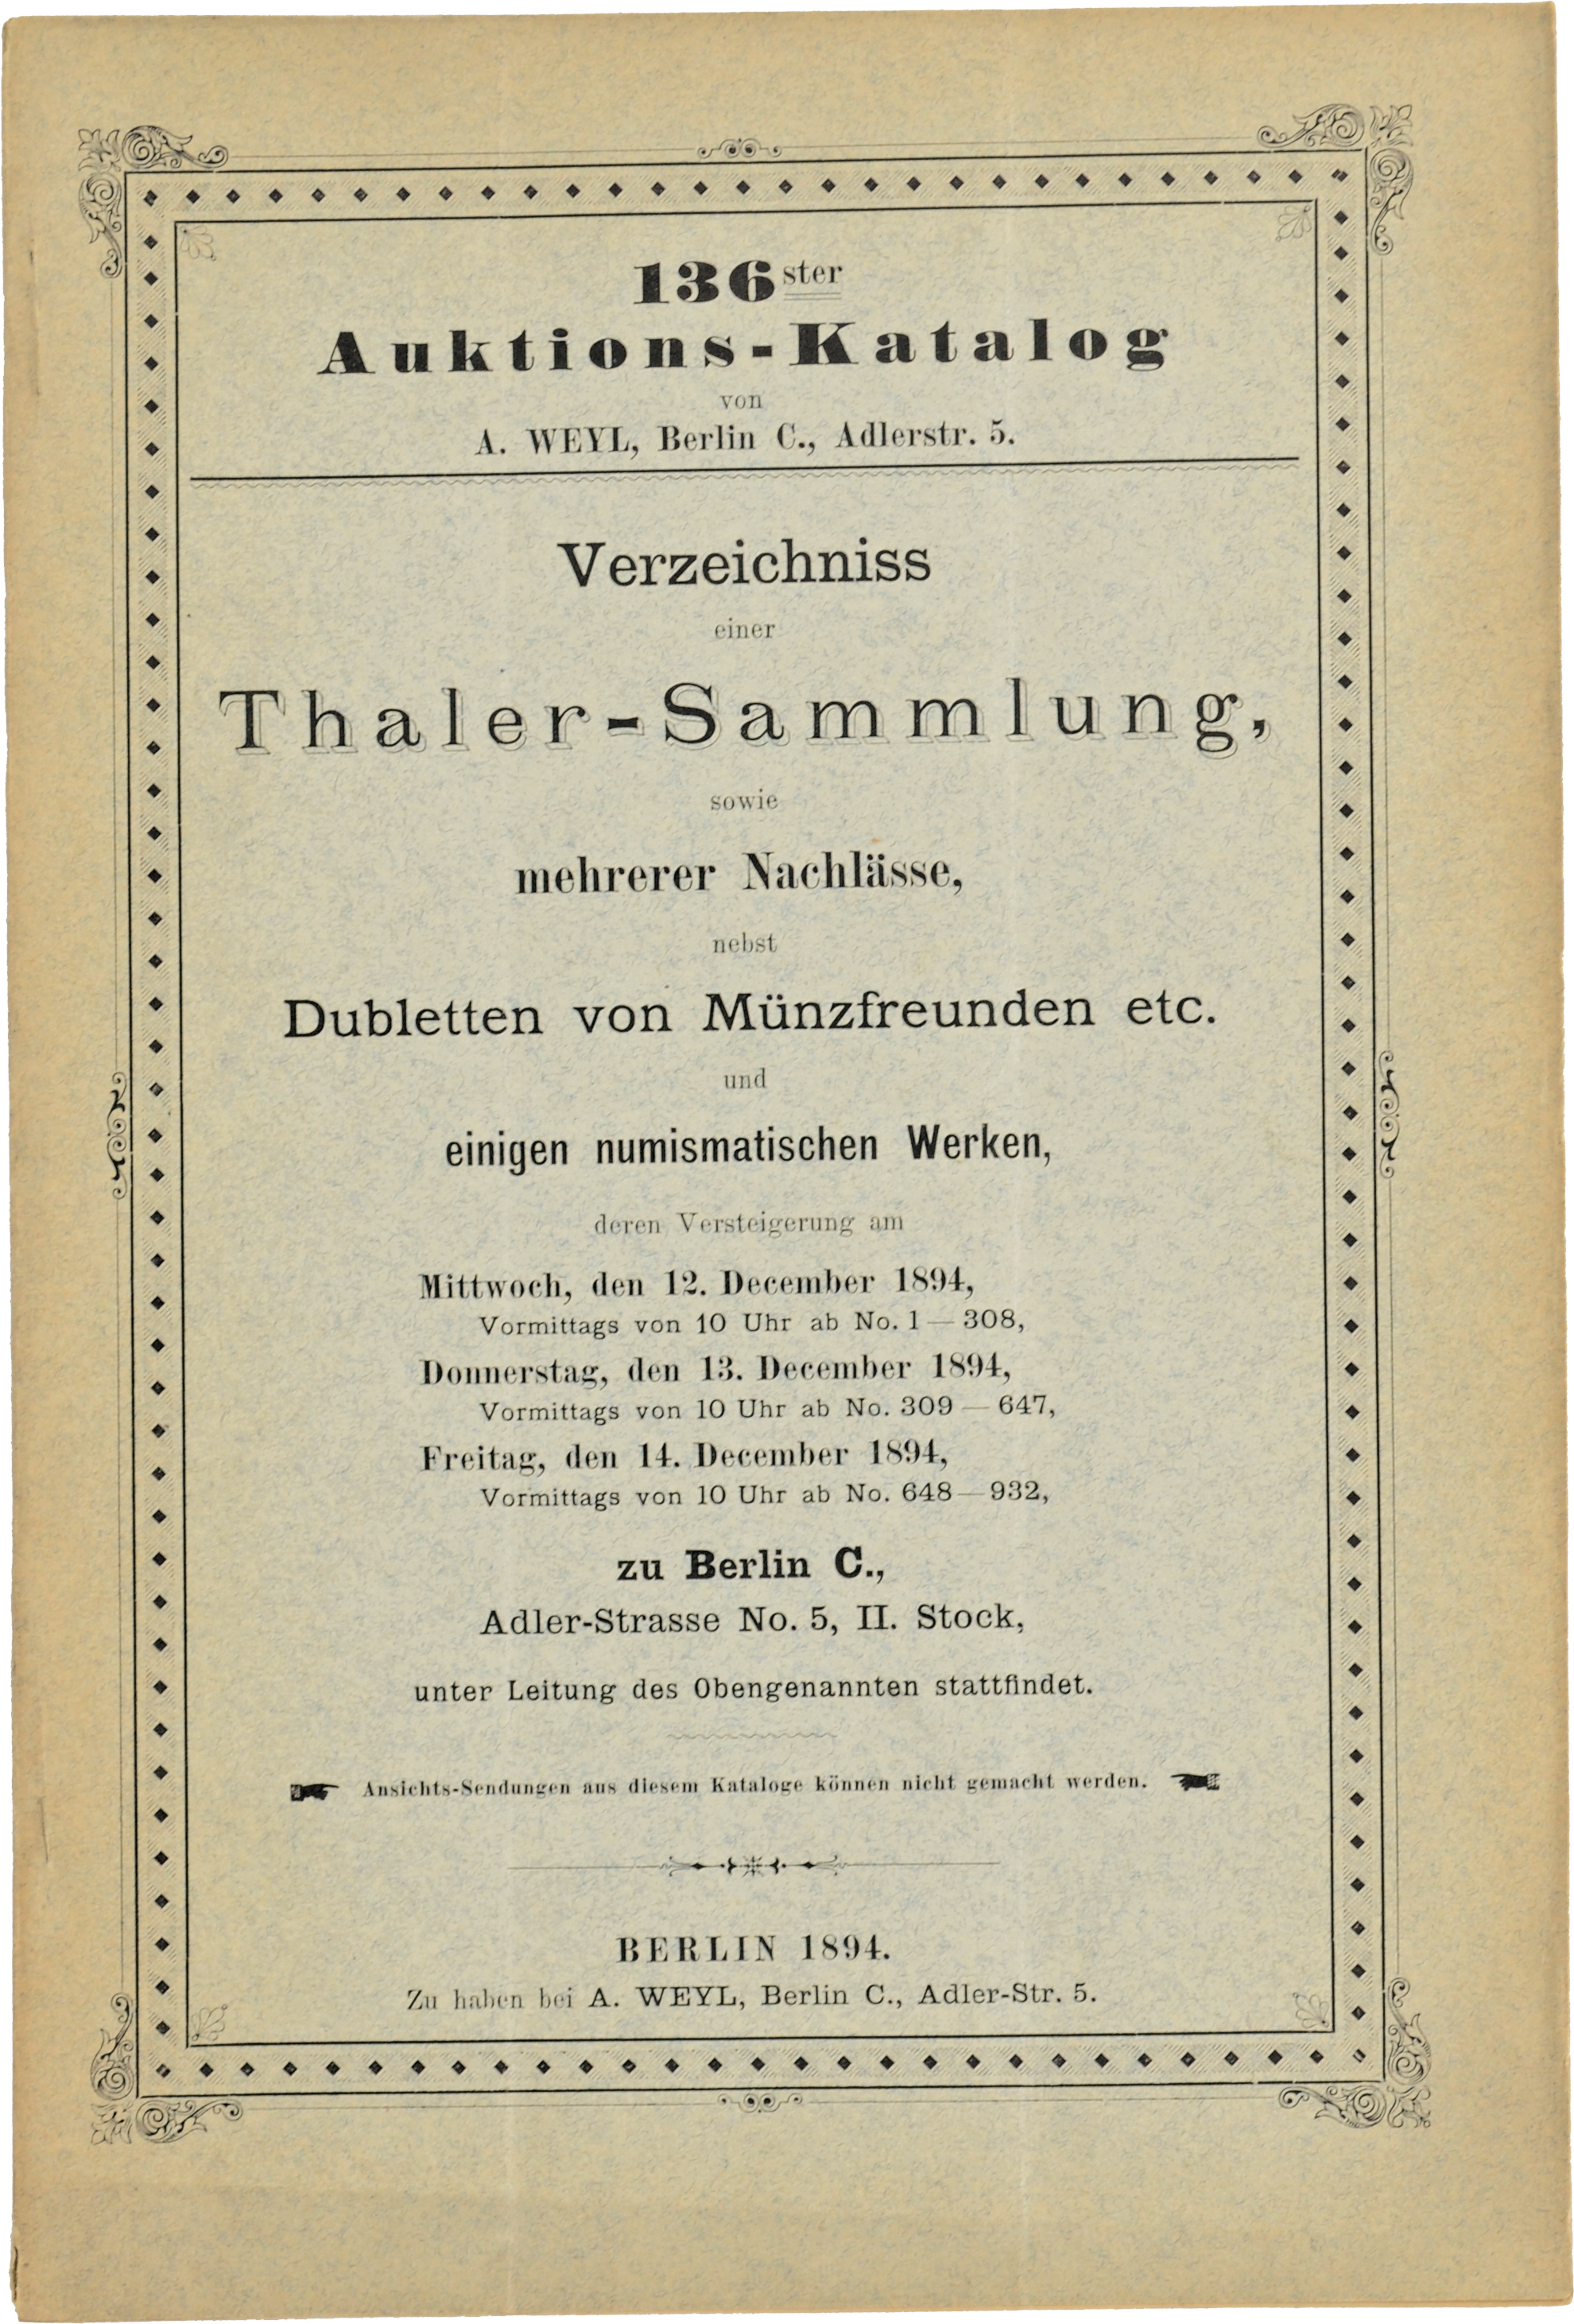 136ster
Auktions-Katalog
von
A. WEYL, Berlin C., Adlerstr. 5.
Verzeichniss
einer
Thaler-Sammlung,
sowie
mehrerer Nachlässe,
nebst
Dubletten von Münzfreunden etc.
und
einigen numismatischen Werken,
deren Versteigerung am
Mittwoch, den 12. December 1894,
Vormittags von 10 Uhr ab No. 1 — 308,
Donnerstag, den 13. December 1894,
Vormittags von 10 Uhr ab No. 309 — 647,
Freitag, den 14. December 1894,
Vormittags von 10 Uhr ab No. 648 — 932,
zu Berlin C.,
Adler-Strasse No. 5, II. Stock,
unter Leitung des Obengenannten stattfindet.
Ansichts-Sendungen aus diesem Kataloge können nicht gemacht werden.
BERLIN 1894.
Zu haben bei A. WEYL, Berlin C., Adler-Str. 5.